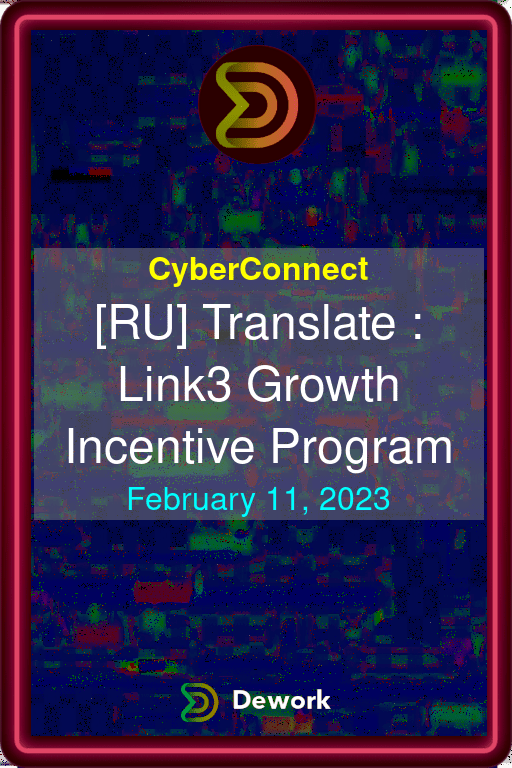 CyberConnect
[RU] Translate :
Link3 Growth
Incentive Program
February 11, 2023
Dework